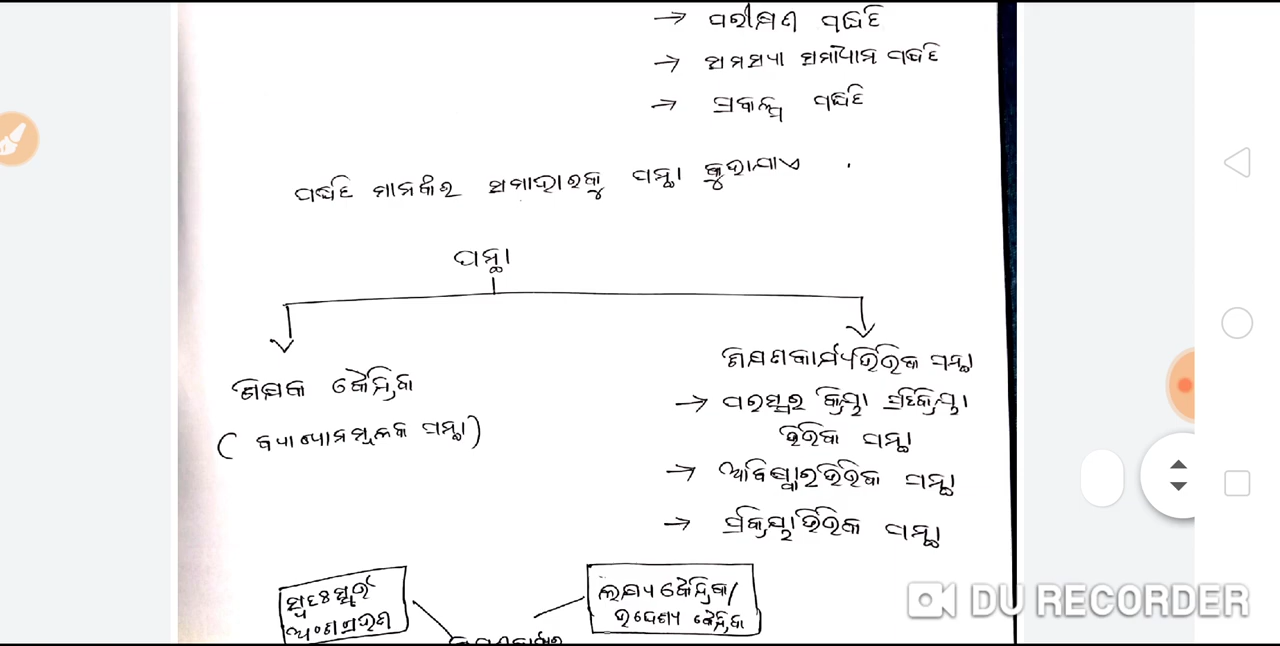 → ପରୀକ୍ଷଣ ପଦ୍ଧତି
→ ସମସ୍ୟା ସମାଧାନ ପଦ୍ଧତି
→ ପ୍ରକଳ୍ପ ପଦ୍ଧତି
ପଦ୍ଧତି ମାନଙ୍କର ସମାହାରକୁ ପନ୍ଥା କୁହାଯାଏ .
ପନ୍ଥା
ଶିକ୍ଷକ କୈନ୍ଦ୍ରିକ
(ବ୍ୟାଖ୍ୟାନମୂଳକ ପନ୍ଥା)
ଶିକ୍ଷଣକାର୍ଯ୍ୟଭିତ୍ତିକ ପନ୍ଥା
→ ପରସ୍ପର କ୍ରିୟା ପ୍ରତିକ୍ରିୟା
ଭିତ୍ତିକ ପନ୍ଥା
→ ଆବିଷ୍କାରଭିତ୍ତିକ ପନ୍ଥା
→ ପ୍ରକ୍ରିୟାଭିତ୍ତିକ ପନ୍ଥା
ସ୍ୱତଃସ୍ଫୂର୍ତ୍ତ
ଅଂଶଗ୍ରହଣ
ଲକ୍ଷ୍ୟ କୈନ୍ଦ୍ରିକ/
ଉଦ୍ଦେଶ୍ୟ କୈନ୍ଦ୍ରିକ
DU RECORDER